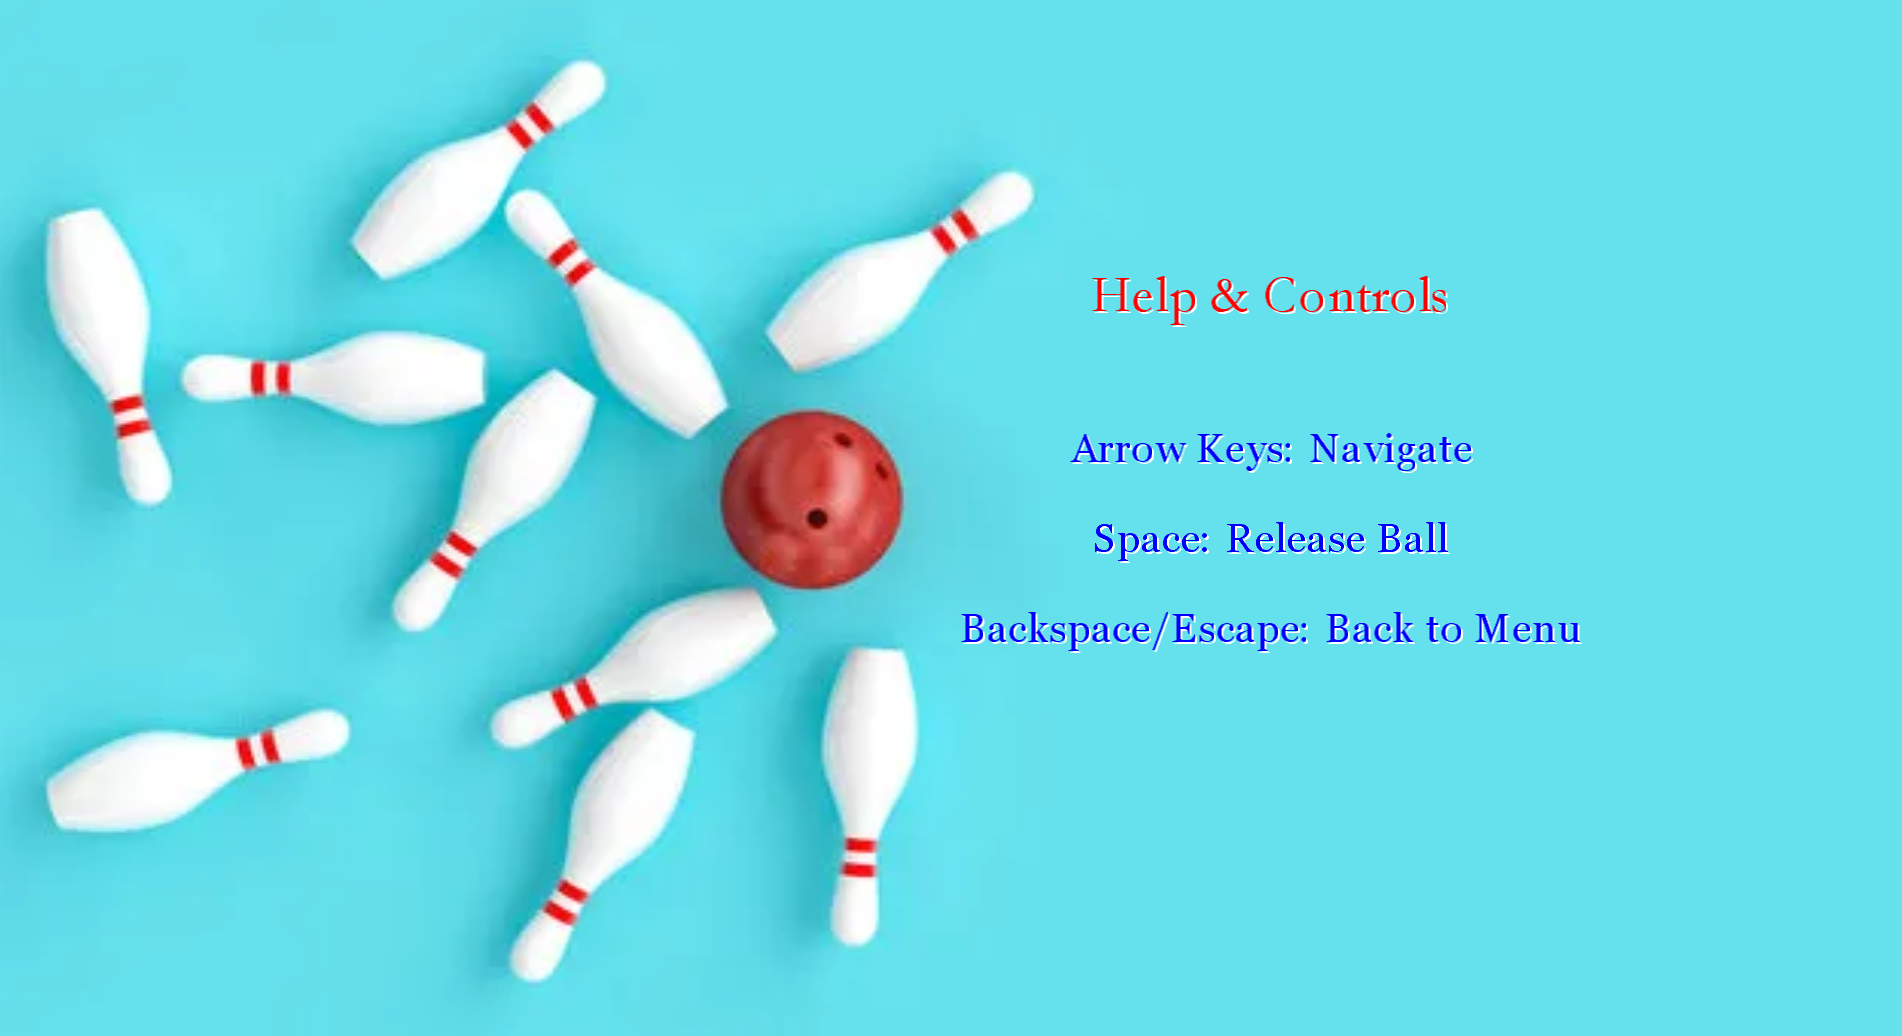 Help & Controls
Arrow Keys: Navigate
Space: Release Ball
Backspace/Escape: Back to Menu